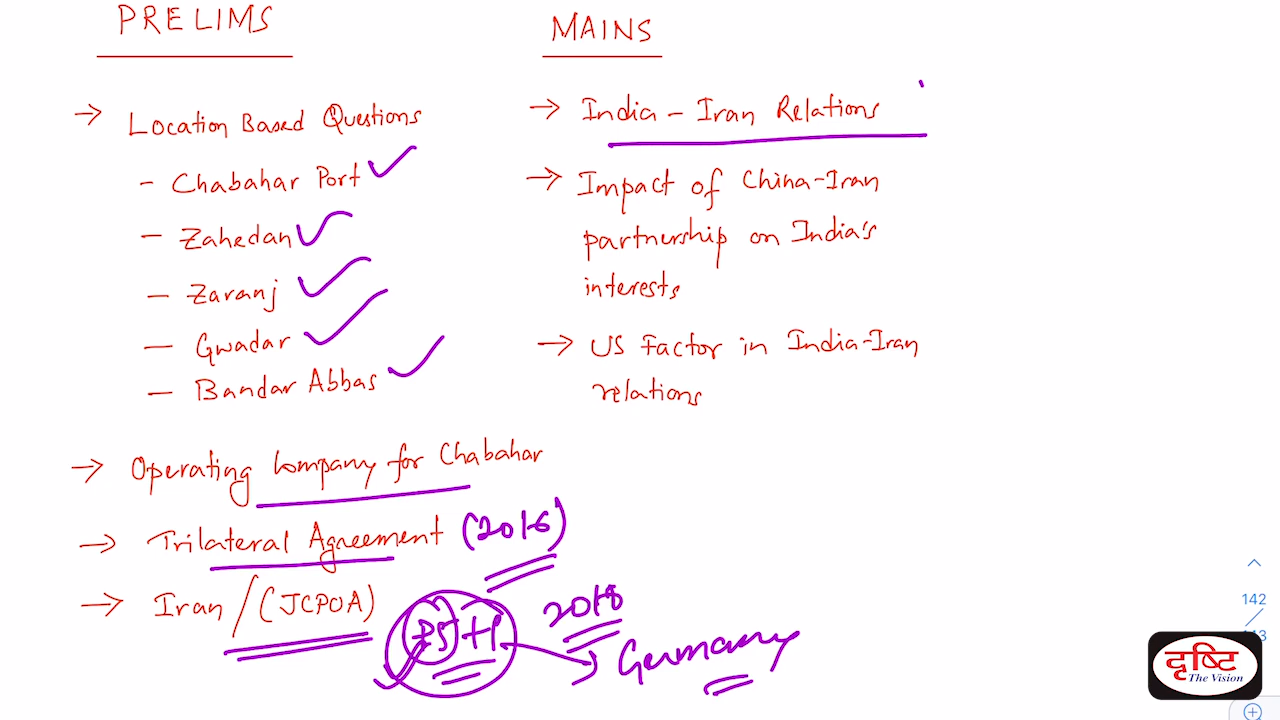 PRELIMS
→ Location Based Questions
- Chabahar Port
- Zahedan
- Zaranj
- Gwadar
- Bandar Abbas
→ Operating Company for Chabahar
→ Trilateral Agreement (2016)
→ Iran / (JCPOA)
P5+1
2018
Germany
MAINS
→ India - Iran Relations
→ Impact of China-Iran
partnership on India's
interests
→ US Factor in India-Iran
relations
142
दृष्टि
The Vision